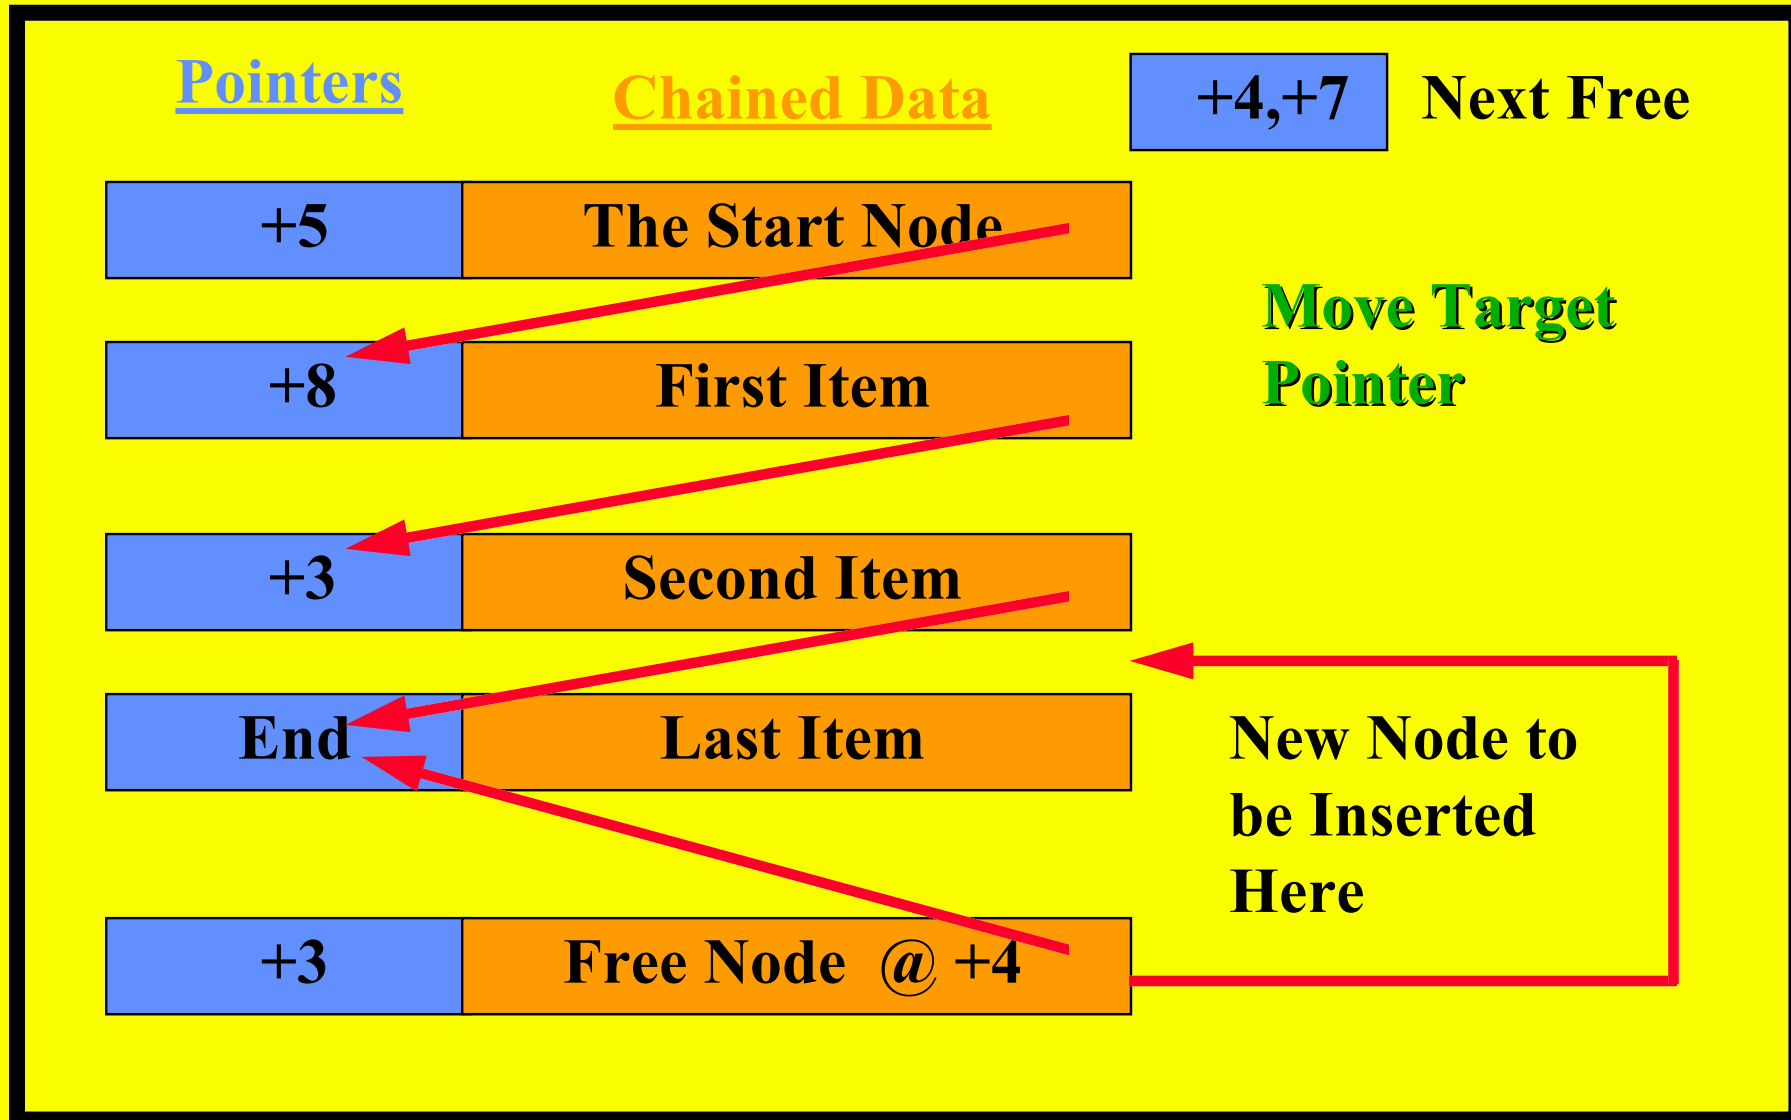 Pointers
Chained Data
+4,+7
Next Free
+5
The Start Node
Move Target
Pointer
+8
First Item
+3
Second Item
End
Last Item
New Node to
be Inserted
Here
+3
Free Node @ +4